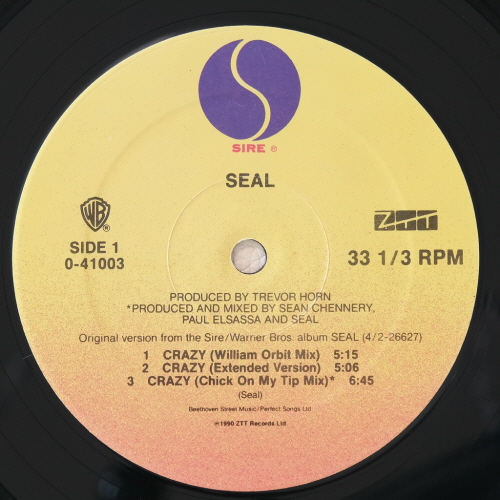 SIRE ℗
SEAL
WB ®
ZTT
SIDE 1
0-41003
33 1/3 RPM
PRODUCED BY TREVOR HORN
*PRODUCED AND MIXED BY SEAN CHENNERY,
PAUL ELSASSA AND SEAL
Original version from the Sire/Warner Bros. album SEAL (4/2-26627)
1 CRAZY (William Orbit Mix) 5:15
2 CRAZY (Extended Version) 5:06
3 CRAZY (Chick On My Tip Mix)* 6:45
(Seal)
Beethoven Street Music/Perfect Songs Ltd
℗1990 ZTT Records Ltd